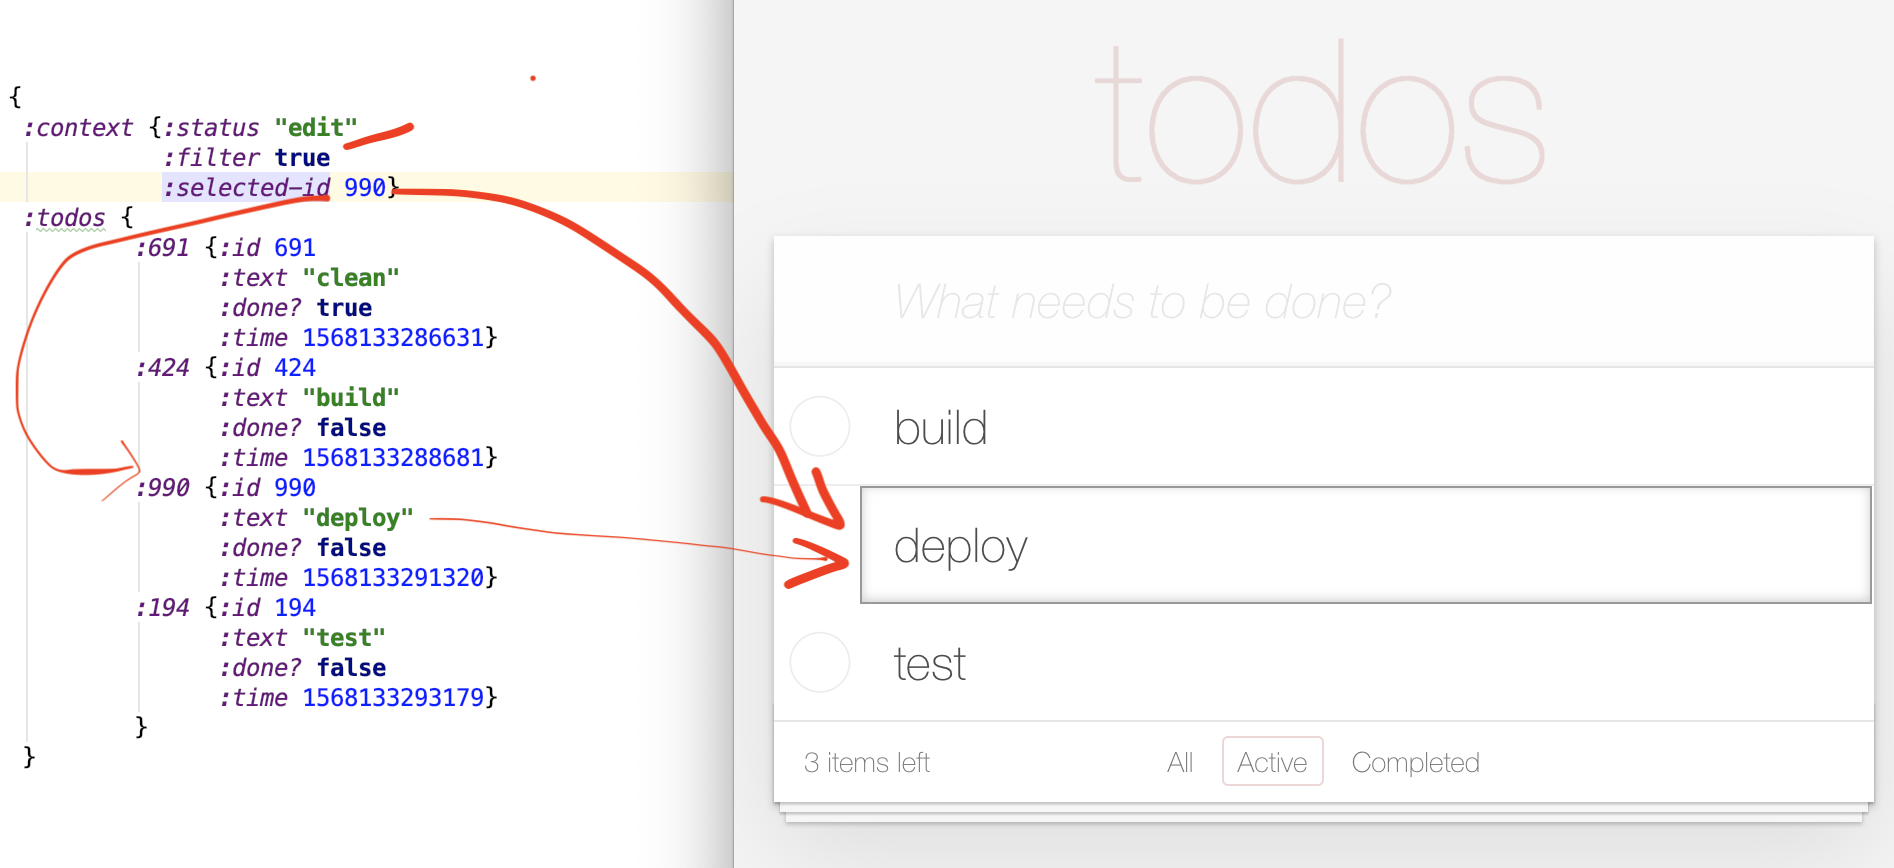 {
:context {:status "edit"
:filter true
:selected-id 990}
:todos {
:691 {:id 691
:text "clean"
:done? true
:time 1568133286631}
:424 {:id 424
:text "build"
:done? false
:time 1568133288681}
:990 {:id 990
:text "deploy"
:done? false
:time 1568133291320}
:194 {:id 194
:text "test"
:done? false
:time 1568133293179}
}
}
todos
What needs to be done?
build
deploy
test
3 items left All Active Completed